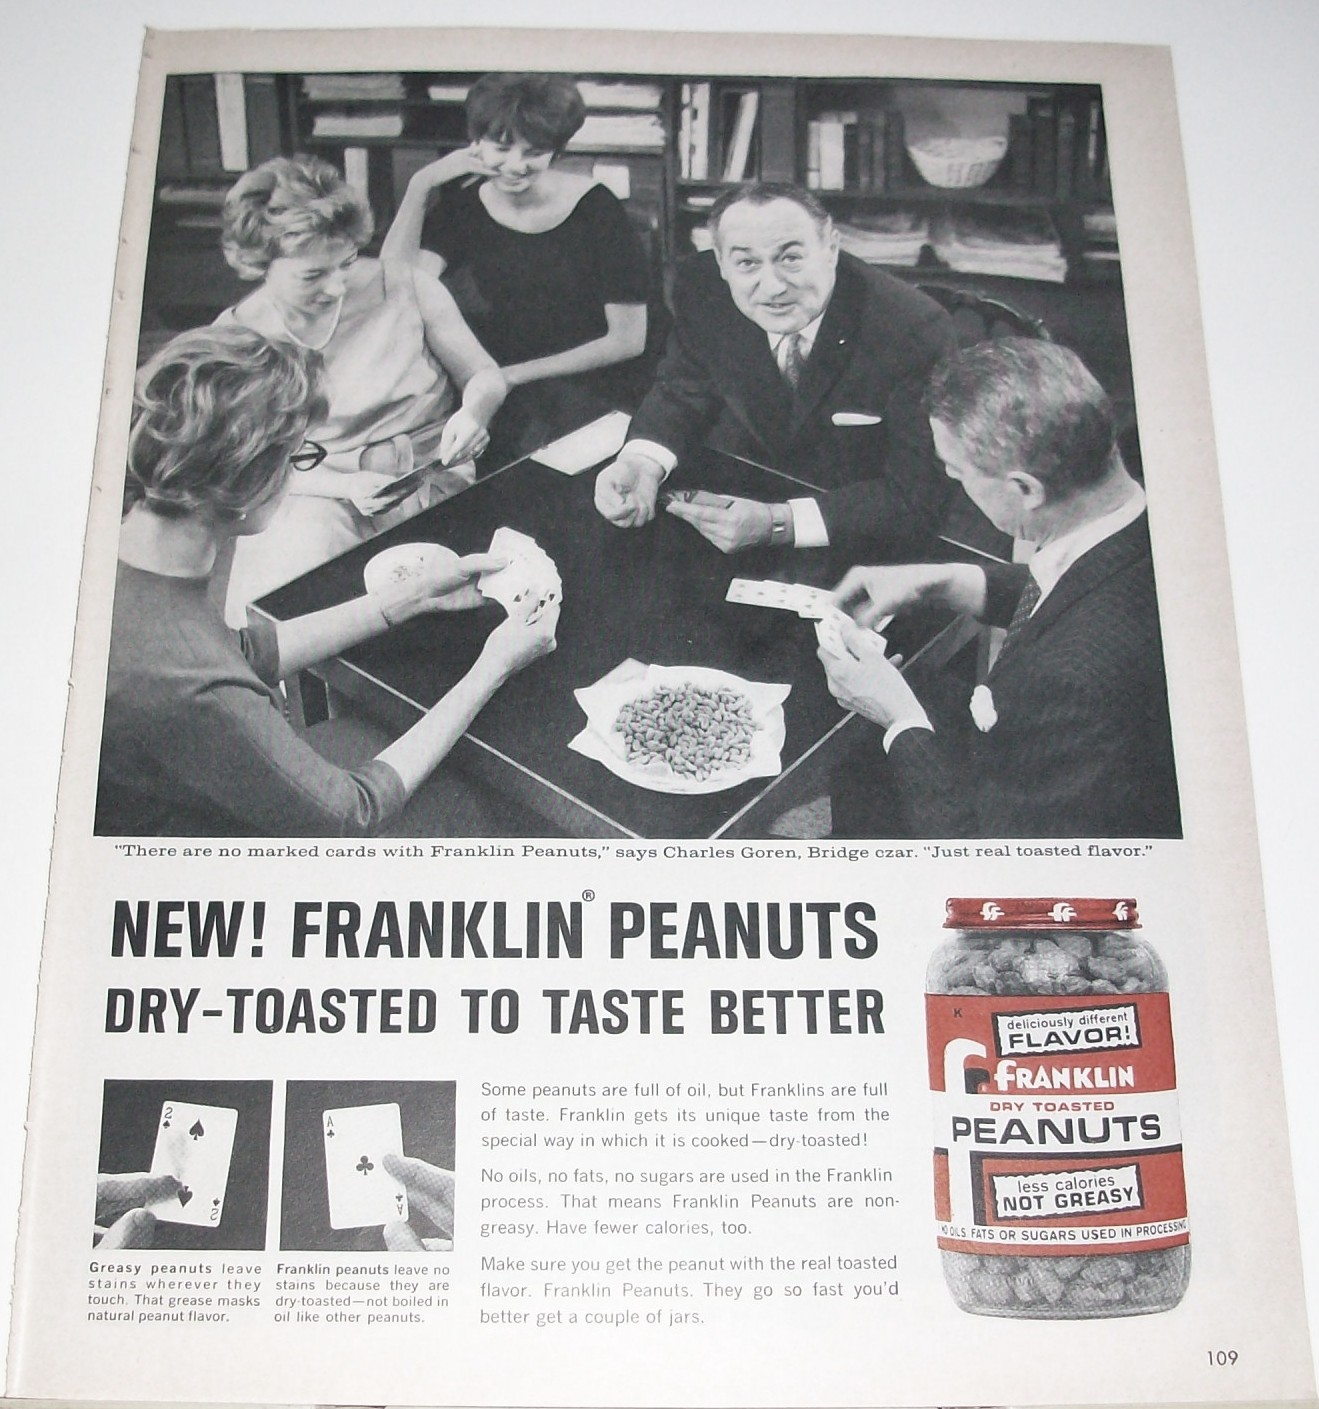 "There are no marked cards with Franklin Peanuts," says Charles Goren, Bridge czar. "Just real toasted flavor."
NEW! FRANKLIN® PEANUTS
DRY-TOASTED TO TASTE BETTER
2
2
A
A
Greasy peanuts leave
stains wherever they
touch. That grease masks
natural peanut flavor.
Franklin peanuts leave no
stains because they are
dry-toasted—not boiled in
oil like other peanuts.
Some peanuts are full of oil, but Franklins are full
of taste. Franklin gets its unique taste from the
special way in which it is cooked—dry-toasted!
No oils, no fats, no sugars are used in the Franklin
process. That means Franklin Peanuts are non-
greasy. Have fewer calories, too.
Make sure you get the peanut with the real toasted
flavor. Franklin Peanuts. They go so fast you'd
better get a couple of jars.
K
deliciously different
FLAVOR!
FRANKLIN
DRY TOASTED
PEANUTS
less calories
NOT GREASY
NO OILS, FATS OR SUGARS USED IN PROCESSING
109